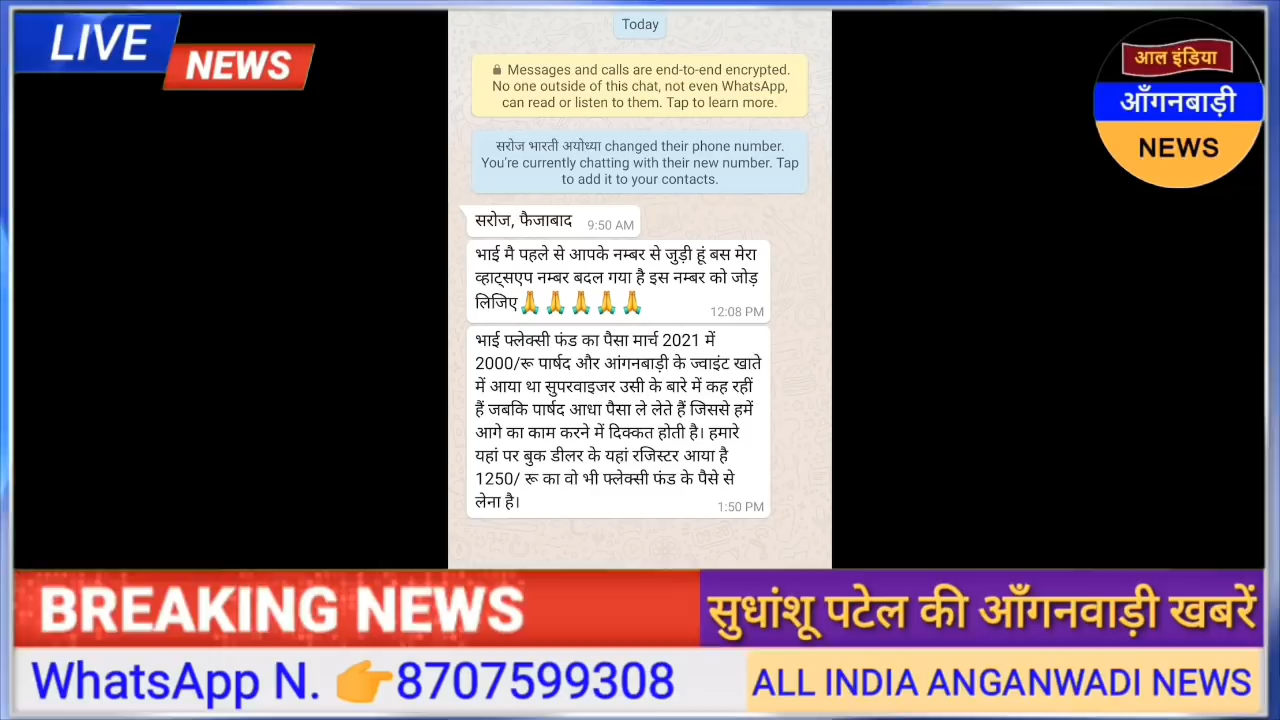 LIVE
NEWS
आल इंडिया
आँगनबाड़ी
NEWS
Today
Messages and calls are end-to-end encrypted.
No one outside of this chat, not even WhatsApp,
can read or listen to them. Tap to learn more.
सरोज भारती अयोध्या changed their phone number.
You're currently chatting with their new number. Tap
to add it to your contacts.
सरोज, फैजाबाद 9:50 AM
भाई मै पहले से आपके नम्बर से जुड़ी हूं बस मेरा
व्हाट्सएप नम्बर बदल गया है इस नम्बर को जोड़
लिजिए🙏🙏🙏🙏🙏
12:08 PM
भाई फ्लेक्सी फंड का पैसा मार्च 2021 में
2000/रू पार्षद और आंगनबाड़ी के ज्वाइंट खाते
में आया था सुपरवाइजर उसी के बारे में कह रहीं
हैं जबकि पार्षद आधा पैसा ले लेते हैं जिससे हमें
आगे का काम करने में दिक्कत होती है। हमारे
यहां पर बुक डीलर के यहां रजिस्टर आया है
1250/ रू का वो भी फ्लेक्सी फंड के पैसे से
लेना है।
1:50 PM
BREAKING NEWS
सुधांशू पटेल की आँगनवाड़ी खबरें
WhatsApp N. 👉8707599308
ALL INDIA ANGANWADI NEWS